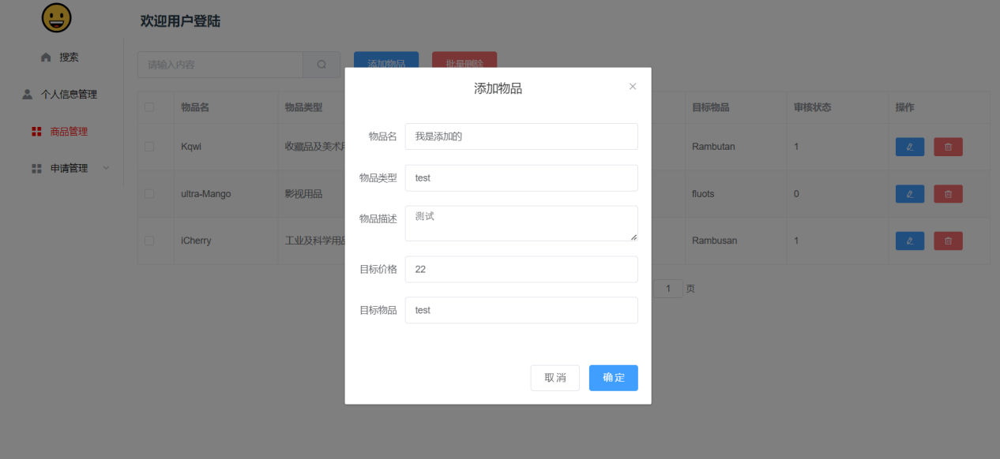 欢迎用户登陆
搜索
个人信息管理
商品管理
申请管理
请输入内容
添加物品
批量删除
物品名 物品类型 目标物品 审核状态 操作
Kqwi 收藏品及美术 Rambutan 1
ultra-Mango 影视用品 fluots 0
iCherry 工业及科学用品 Rambusan 1
1 页
添加物品
物品名 我是添加的
物品类型 test
物品描述 测试
目标价格 22
目标物品 test
取消 确定